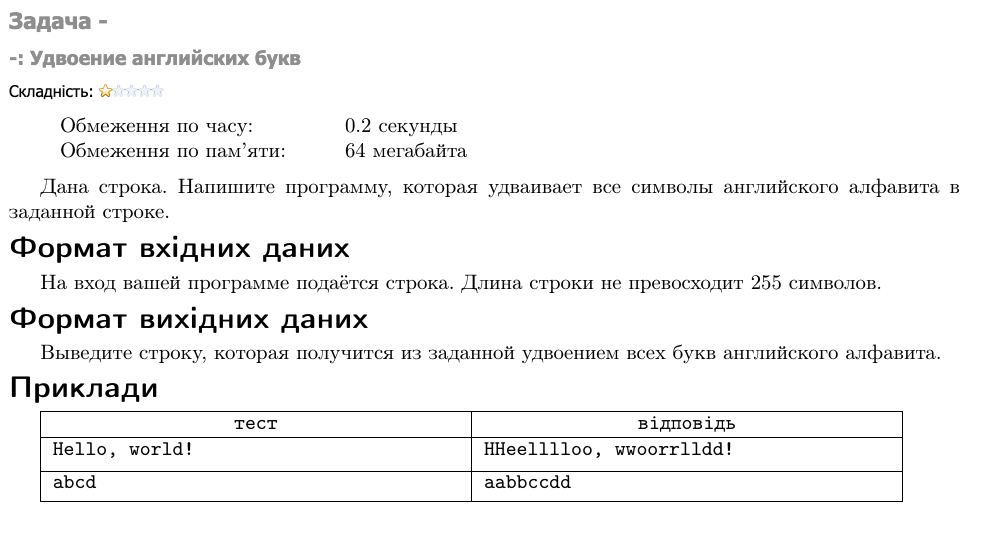 Задача -
-: Удвоение английских букв
Складність:
Обмеження по часу: 0.2 секунды
Обмеження по пам'яти: 64 мегабайта
Дана строка. Напишите программу, которая удваивает все символы английского алфавита в
заданной строке.
Формат вхідних даних
На вход вашей программе подаётся строка. Длина строки не превосходит 255 символов.
Формат вихідних даних
Выведите строку, которая получится из заданной удвоением всех букв английского алфавита.
Приклади
тест відповідь
Hello, world! HHeelllloo, wwoorrlldd!
abcd aabbccdd